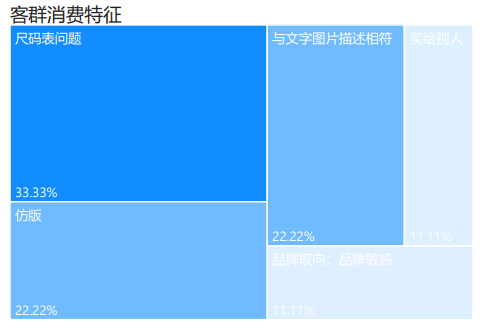 客群消费特征
尺码表问题
33.33%
仿版
22.22%
与文字图片描述相符
22.22%
买给别人
11.11%
品牌取向：品牌敏感
11.11%